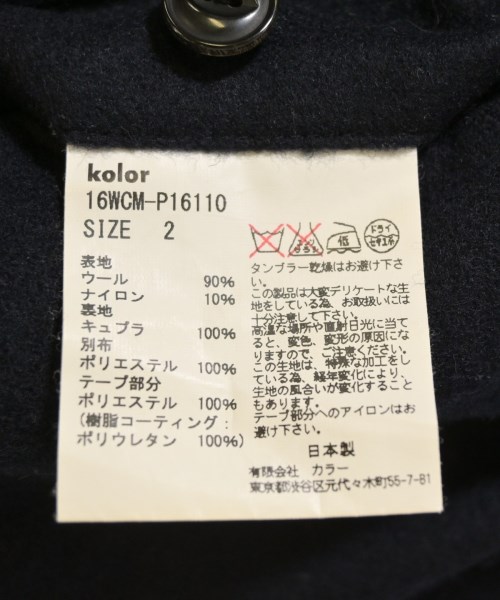 kolor
16WCM-P16110
SIZE 2
表地
ウール 90%
ナイロン 10%
裏地
キュプラ 100%
別布
ポリエステル 100%
テープ部分
ポリエステル 100%
(樹脂コーティング:
ポリウレタン 100%)
エンソ
サラシ
低
ドライ
セキユ系
タンブラー乾燥はお避け下さ
い。
この製品は大変デリケートな生
地をしている為、お取扱いには
十分注意して下さい。
高温な場所や直射日光に当て
ると、変色、変形の原因にな
りますので、ご注意ください。
この生地は、特殊な加工をし
ている為、経年変化により、
生地の風合いが変化すること
もあります。
テープ部分へのアイロンはお
避け下さい。
日本製
有限会社 カラー
東京都渋谷区元代々木町55-7-B1